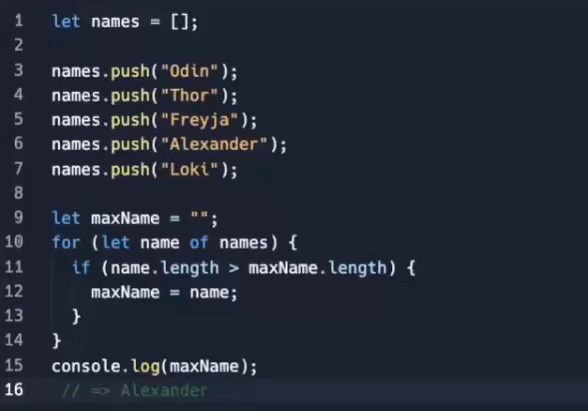 1 let names = [];
2
3 names.push("Odin");
4 names.push("Thor");
5 names.push("Freyja");
6 names.push("Alexander");
7 names.push("Loki");
8
9 let maxName = "";
10 for (let name of names) {
11   if (name.length > maxName.length) {
12     maxName = name;
13   }
14 }
15 console.log(maxName);
16  // => Alexander